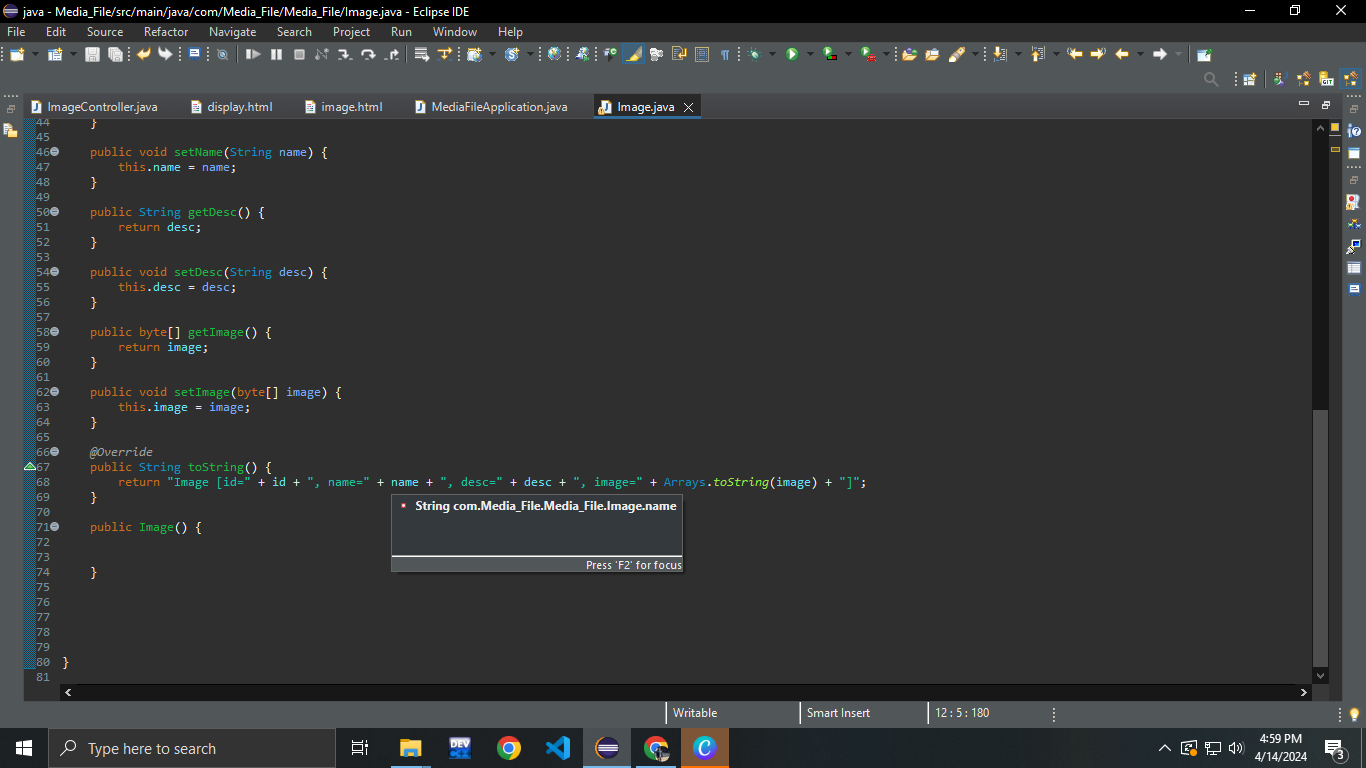 java - Media_File/src/main/java/com/Media_File/Media_File/Image.java - Eclipse IDE
File Edit Source Refactor Navigate Search Project Run Window Help
ImageController.java display.html image.html MediaFileApplication.java Image.java
44 }
45
46 public void setName(String name) {
47 this.name = name;
48 }
49
50 public String getDesc() {
51 return desc;
52 }
53
54 public void setDesc(String desc) {
55 this.desc = desc;
56 }
57
58 public byte[] getImage() {
59 return image;
60 }
61
62 public void setImage(byte[] image) {
63 this.image = image;
64 }
65
66 @Override
67 public String toString() {
68 return "Image [id=" + id + ", name=" + name + ", desc=" + desc + ", image=" + Arrays.toString(image) + "]";
69 }
70
String com.Media_File.Media_File.Image.name
71 public Image() {
72
73
Press 'F2' for focus
74 }
75
76
77
78
79
80 }
81
Writable Smart Insert 12 : 5 : 180
Type here to search
DEV
4:59 PM
4/14/2024
3